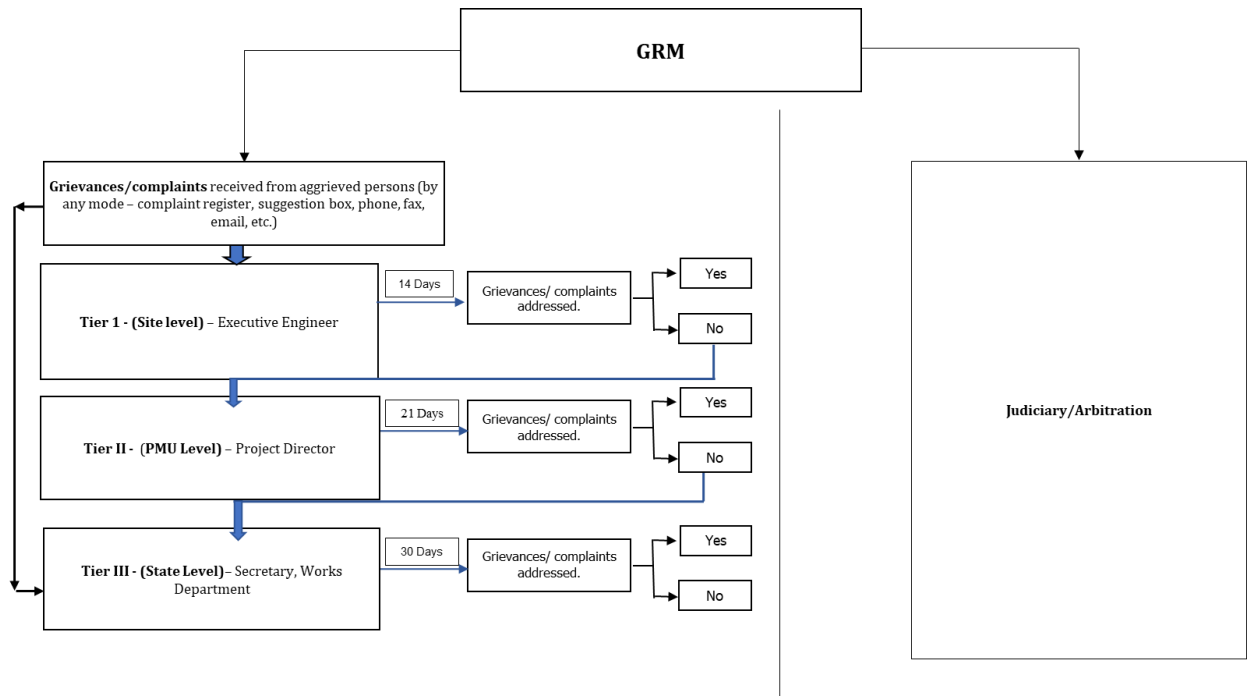 GRM
Grievances/complaints received from aggrieved persons (by
any mode – complaint register, suggestion box, phone, fax,
email, etc.)
Tier 1 - (Site level) – Executive Engineer
14 Days
Grievances/ complaints
addressed.
Yes
No
Tier II - (PMU Level) – Project Director
21 Days
Grievances/ complaints
addressed.
Yes
No
Tier III - (State Level)– Secretary, Works
Department
30 Days
Grievances/ complaints
addressed.
Yes
No
Judiciary/Arbitration